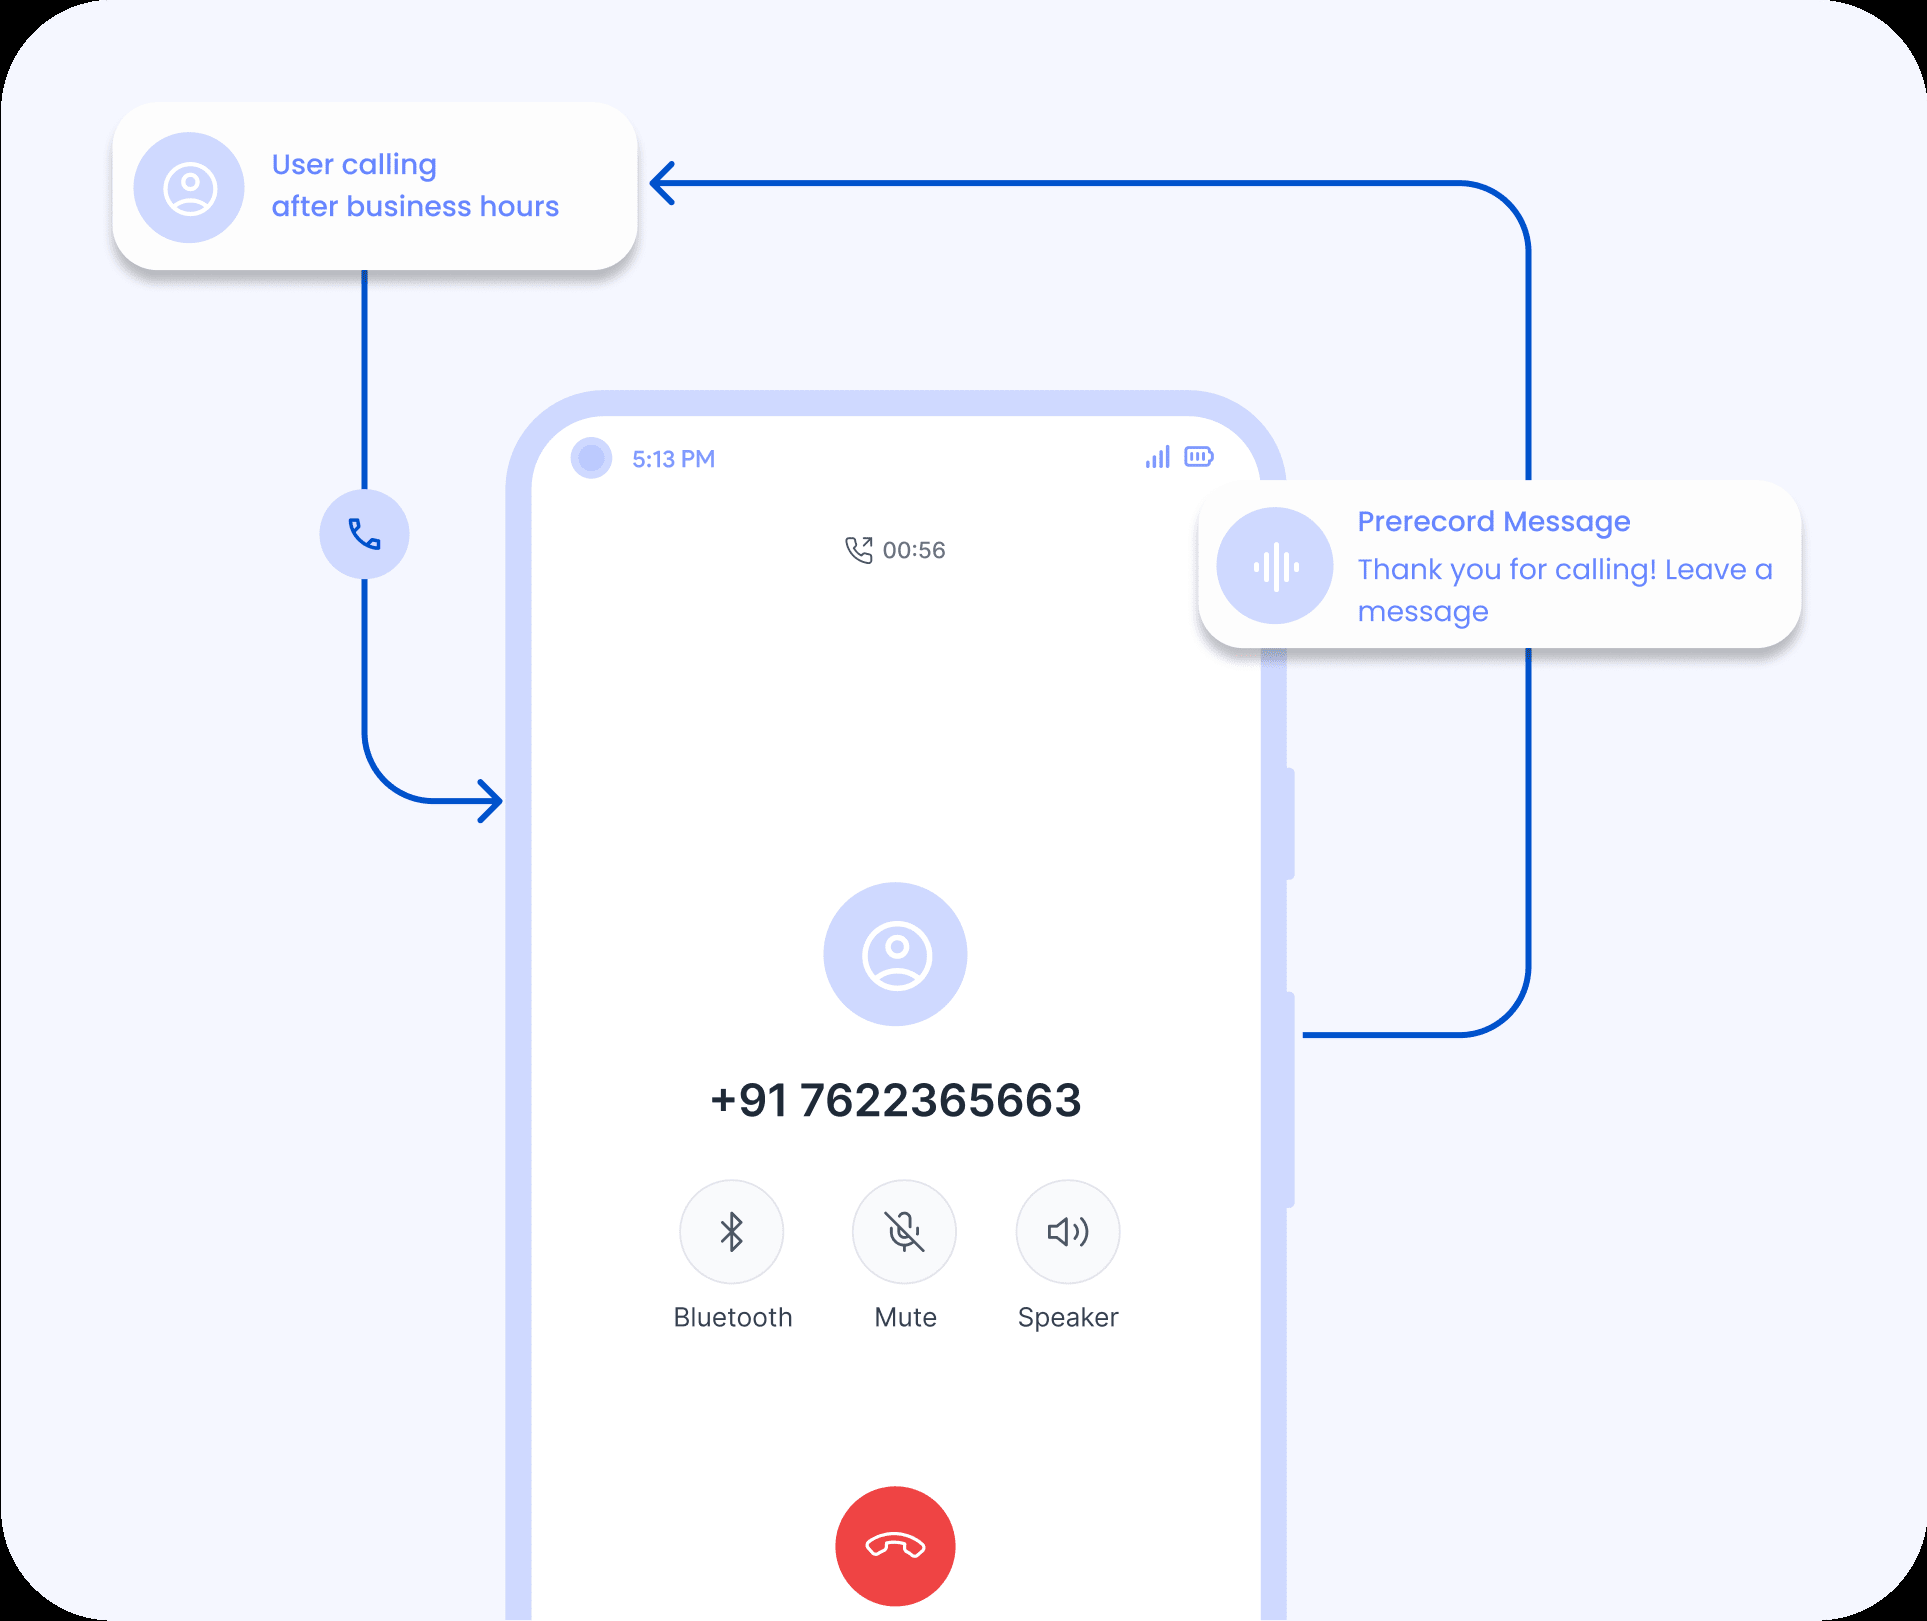 User calling
after business hours
5:13 PM
00:56
Prerecord Message
Thank you for calling! Leave a
message
+91 7622365663
Bluetooth
Mute
Speaker